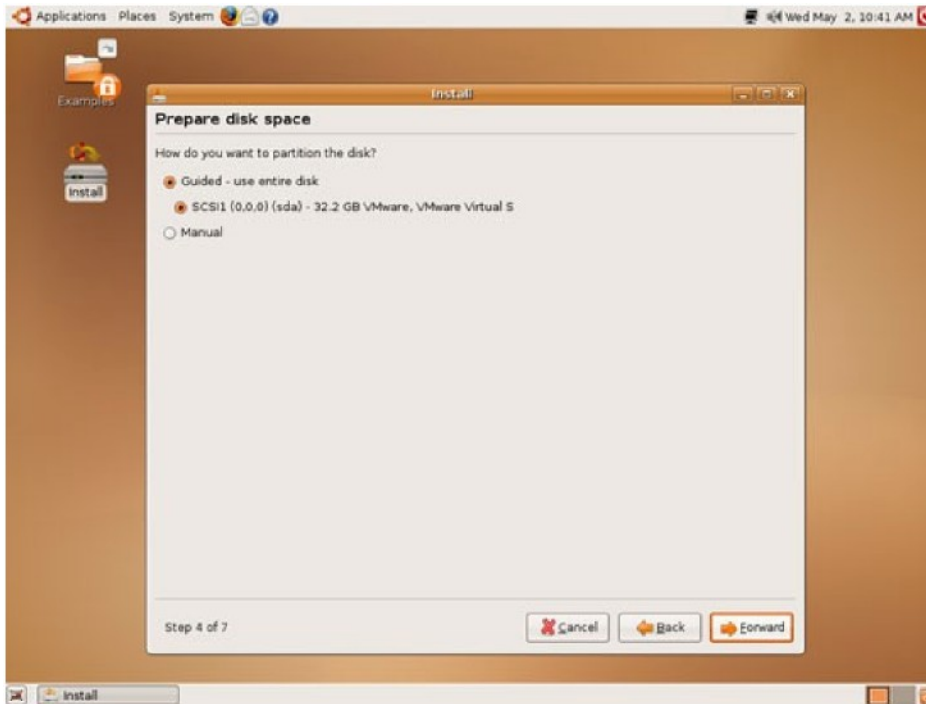 Applications Places System
Wed May 2, 10:41 AM
Examples
Install
Install
Prepare disk space
How do you want to partition the disk?
Guided - use entire disk
SCSI1 (0,0,0) (sda) - 32.2 GB VMware, VMware Virtual S
Manual
Step 4 of 7
Cancel
Back
Forward
Install